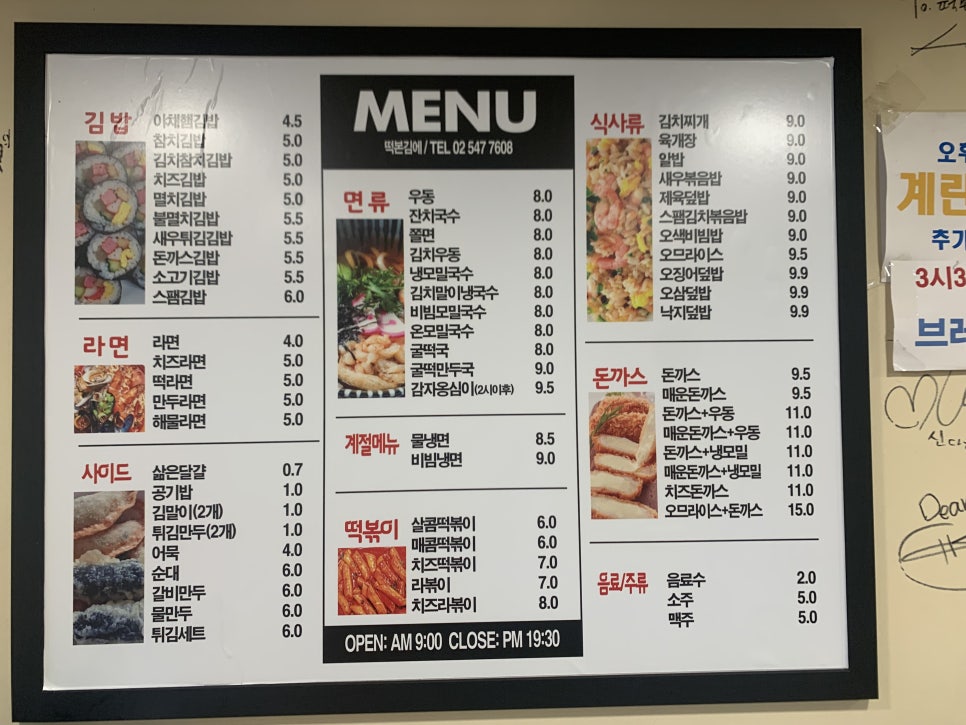 김밥
야채햄김밥 4.5
참치김밥 5.0
김치참치김밥 5.0
치즈김밥 5.0
멸치김밥 5.0
불멸치김밥 5.5
새우튀김김밥 5.5
돈까스김밥 5.5
소고기김밥 5.5
스팸김밥 6.0
라면
라면 4.0
치즈라면 5.0
떡라면 5.0
만두라면 5.0
해물라면 5.0
사이드
삶은달걀 0.7
공기밥 1.0
김말이(2개) 1.0
튀김만두(2개) 1.0
어묵 4.0
순대 6.0
갈비만두 6.0
물만두 6.0
튀김세트 6.0
MENU
떡본김에 / TEL 02 547 7608
면류
우동 8.0
잔치국수 8.0
쫄면 8.0
김치우동 8.0
냉모밀국수 8.0
김치말이냉국수 8.0
비빔모밀국수 8.0
온모밀국수 8.0
굴떡국 8.0
굴떡만두국 9.0
감자옹심이(2시이후) 9.5
계절메뉴
물냉면 8.5
비빔냉면 9.0
떡볶이
살콤떡볶이 6.0
매콤떡볶이 6.0
치즈떡볶이 7.0
라볶이 7.0
치즈라볶이 8.0
OPEN: AM 9:00 CLOSE: PM 19:30
식사류
김치찌개 9.0
육개장 9.0
알밥 9.0
새우볶음밥 9.0
제육덮밥 9.0
스팸김치볶음밥 9.0
오색비빔밥 9.0
오므라이스 9.5
오징어덮밥 9.9
오삼덮밥 9.9
낙지덮밥 9.9
돈까스
돈까스 9.5
매운돈까스 9.5
돈까스+우동 11.0
매운돈까스+우동 11.0
돈까스+냉모밀 11.0
매운돈까스+냉모밀 11.0
치즈돈까스 11.0
오므라이스+돈까스 15.0
음료/주류
음료수 2.0
소주 5.0
맥주 5.0
To.
계란
추가
3시3
브레
Dear